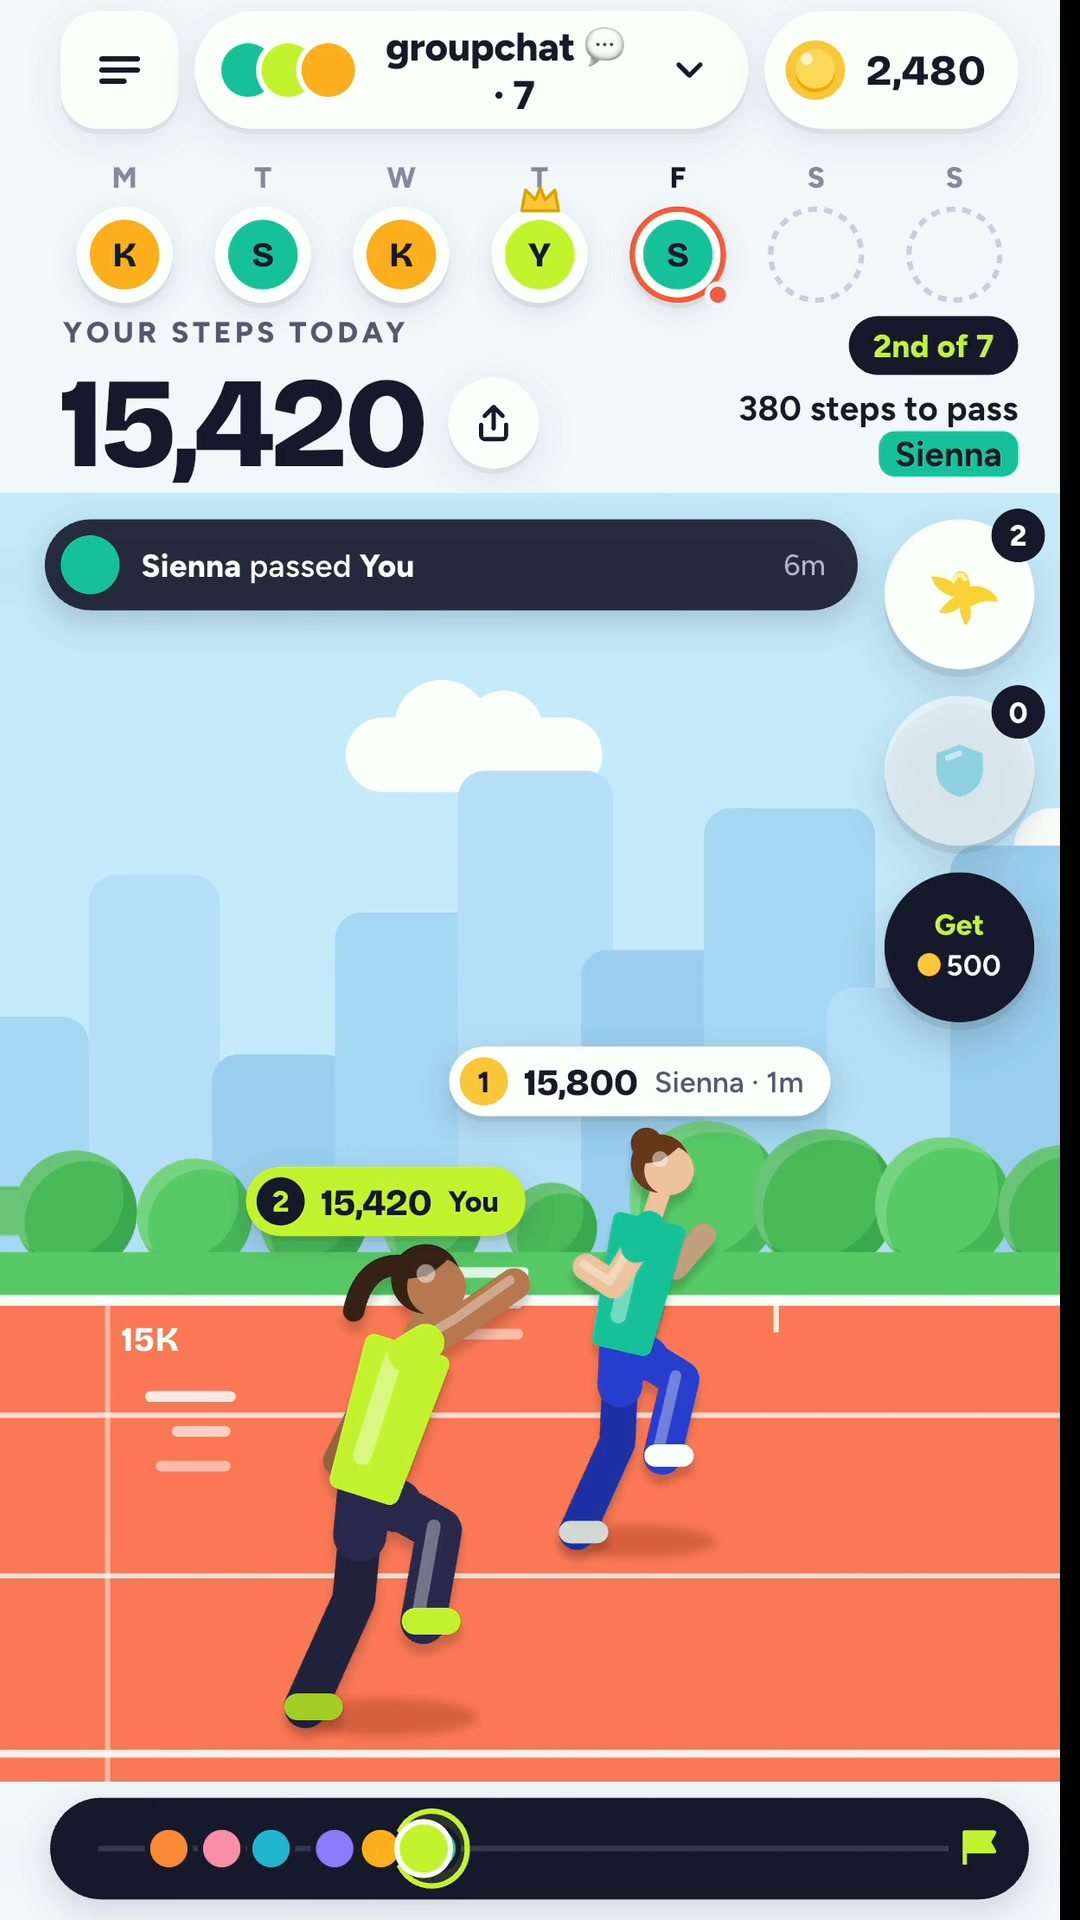 groupchat 💬
· 7
2,480
M T W T F S S
K S K Y S
YOUR STEPS TODAY
15,420
2nd of 7
380 steps to pass
Sienna
Sienna passed You 6m
2
0
Get
500
1 15,800 Sienna · 1m
2 15,420 You
15K